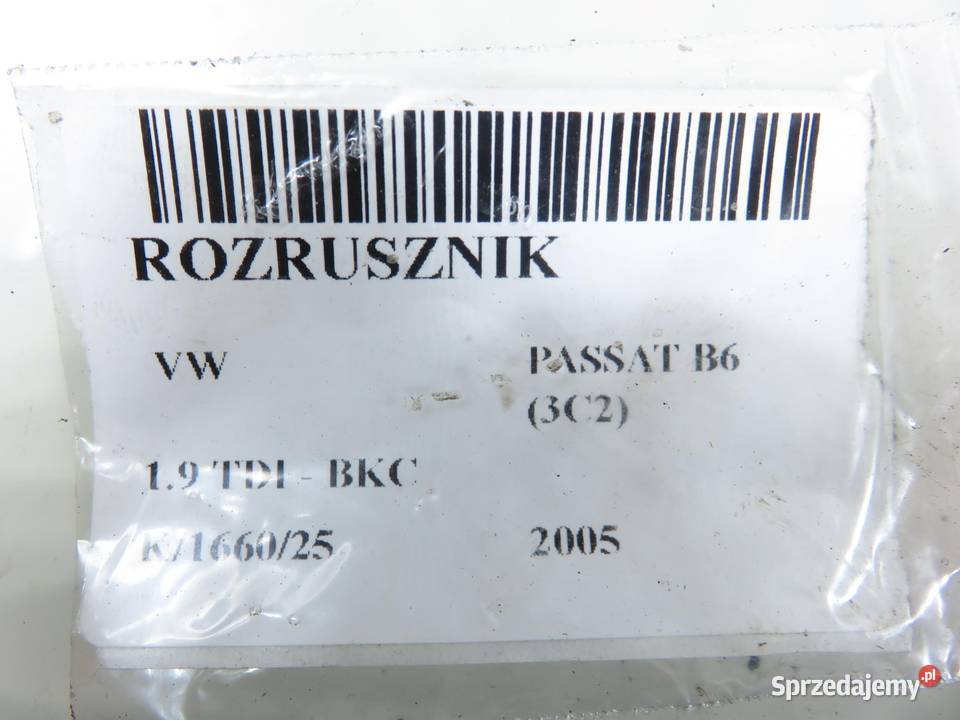 ROZRUSZNIK
VW PASSAT B6
(3C2)
1.9 TDI - BKC
K/1660/25 2005
Sprzedajemy.pl